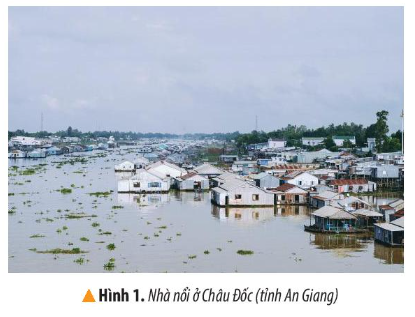 ▲ Hình 1. Nhà nổi ở Châu Đốc (tỉnh An Giang)